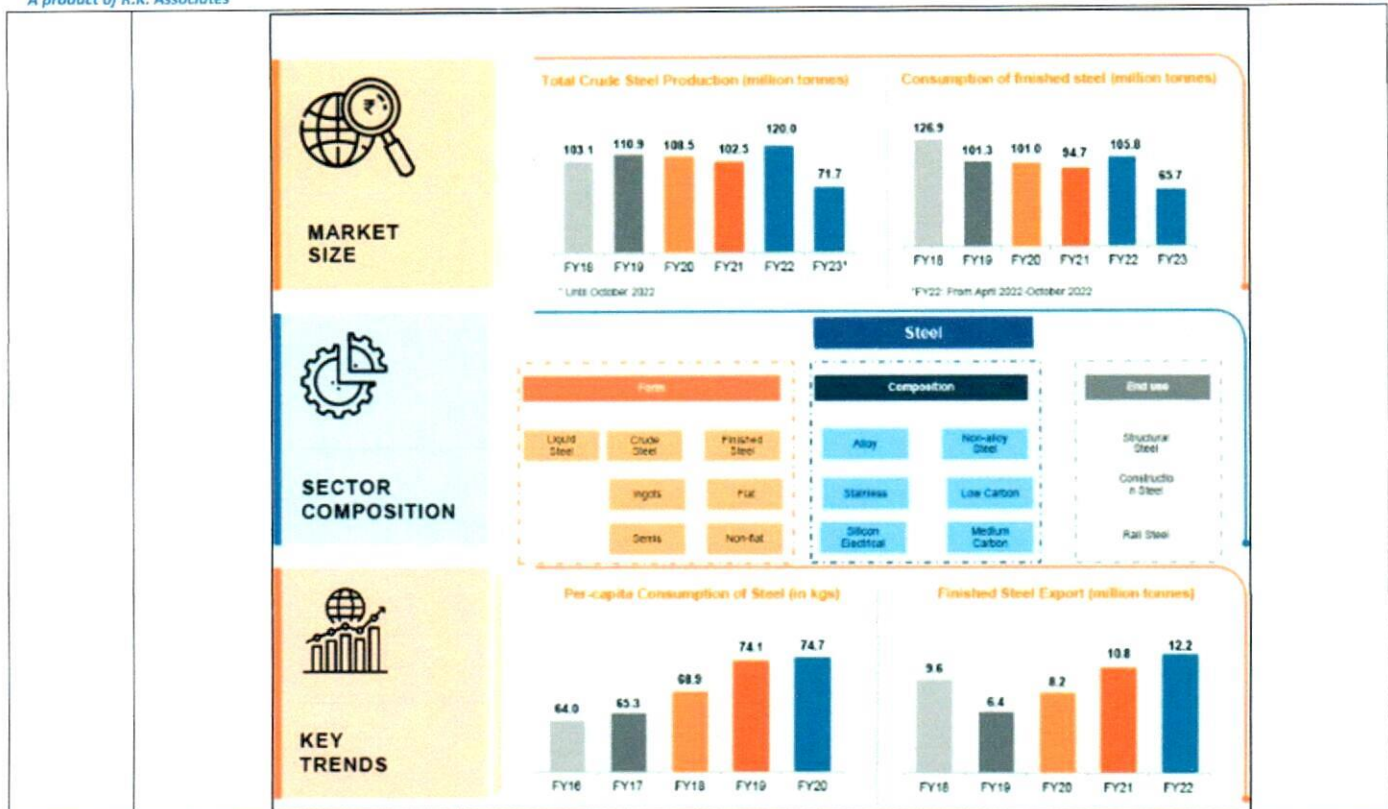 A product of R.K. Associates
₹
MARKET
SIZE
Total Crude Steel Production (million tonnes)
103.1
110.9
108.5
102.5
120.0
71.7
FY18
FY19
FY20
FY21
FY22
FY23*
* Until October 2022
Consumption of finished steel (million tonnes)
126.9
101.3
101.0
94.7
105.8
65.7
FY18
FY19
FY20
FY21
FY22
FY23
*FY22: From April 2022-October 2022
SECTOR
COMPOSITION
Steel
Form
Liquid
Steel
Crude
Steel
Finished
Steel
Ingots
Flat
Semis
Non-flat
Composition
Alloy
Non-alloy
Steel
Stainless
Low Carbon
Silicon
Electrical
Medium
Carbon
End use
Structural
Steel
Constructio
n Steel
Rail Steel
KEY
TRENDS
Per-capita Consumption of Steel (in kgs)
64.0
65.3
68.9
74.1
74.7
FY16
FY17
FY18
FY19
FY20
Finished Steel Export (million tonnes)
9.6
6.4
8.2
10.8
12.2
FY18
FY19
FY20
FY21
FY22